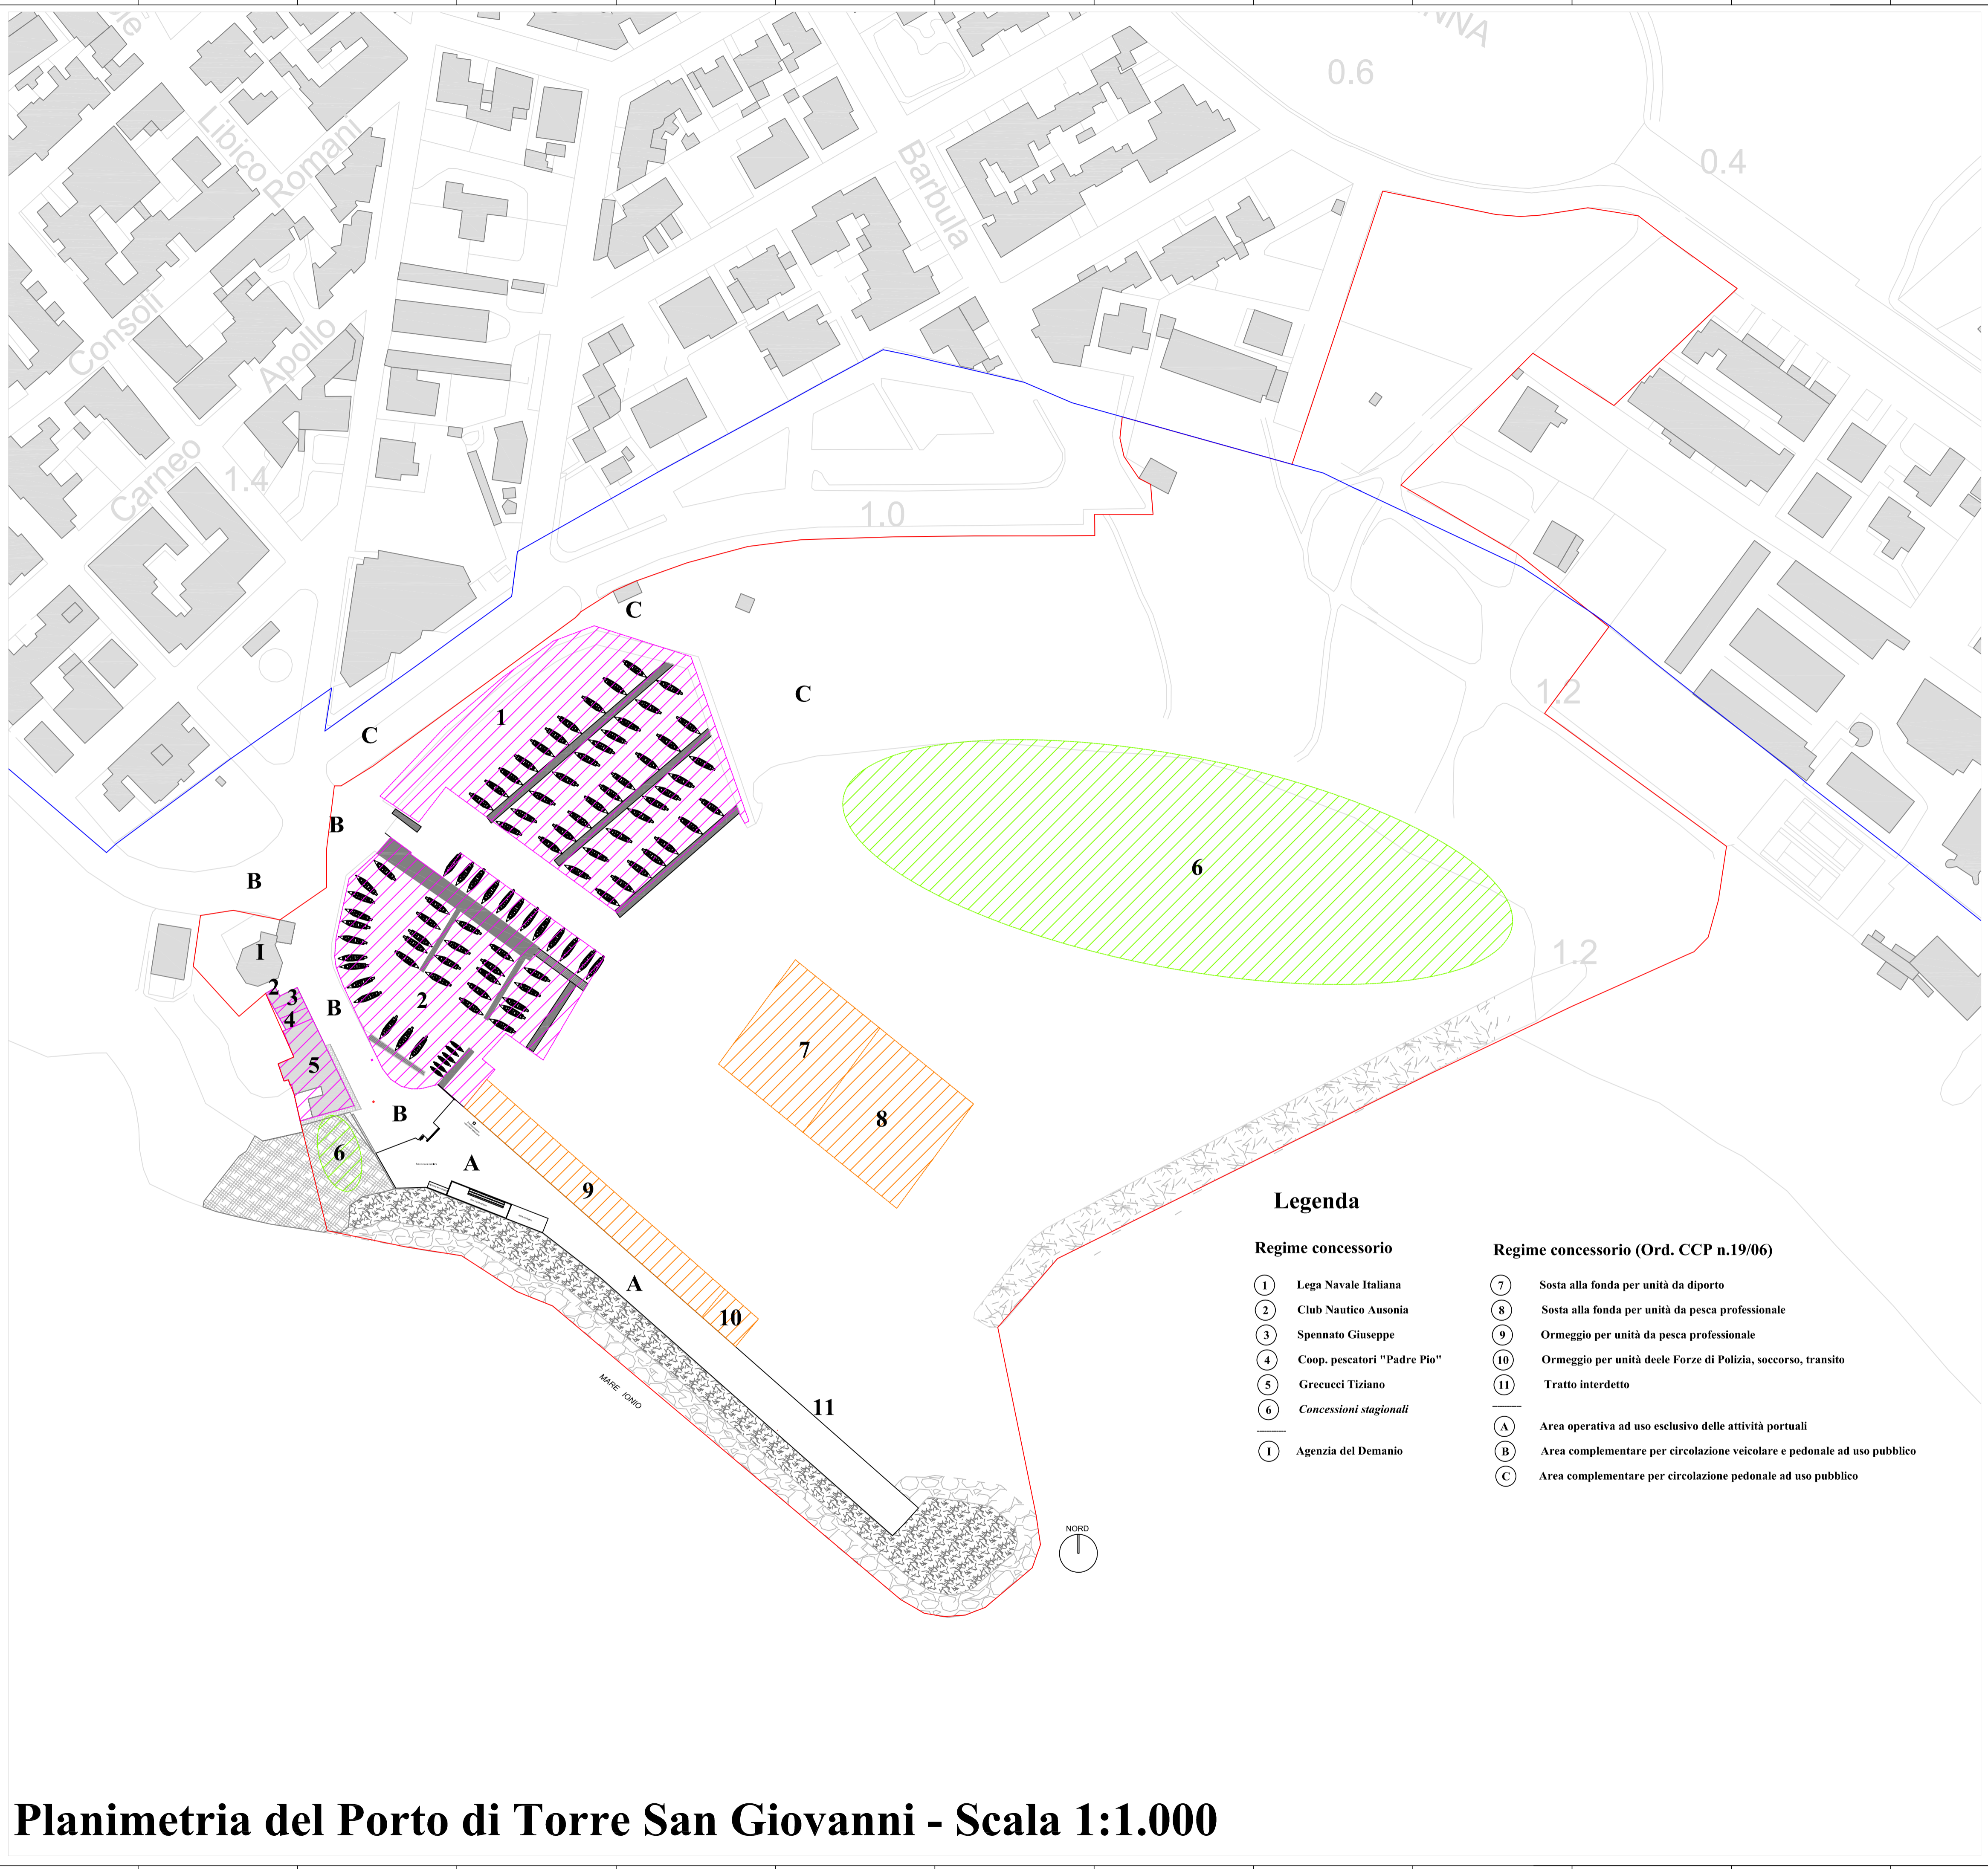 NNA
0.6
0.4
Libico
Romani
Barbula
Consoli
Apollo
Carneo
1.4
1.0
C
1
C
C
1.2
B
6
B
I
1.2
2
3
4
B
2
7
5
8
B
6
A
9
A
10
11
MARE IONIO
NORD
Legenda
Regime concessorio
1 Lega Navale Italiana
2 Club Nautico Ausonia
3 Spennato Giuseppe
4 Coop. pescatori "Padre Pio"
5 Grecucci Tiziano
6 Concessioni stagionali
I Agenzia del Demanio
Regime concessorio (Ord. CCP n.19/06)
7 Sosta alla fonda per unità da diporto
8 Sosta alla fonda per unità da pesca professionale
9 Ormeggio per unità da pesca professionale
10 Ormeggio per unità deele Forze di Polizia, soccorso, transito
11 Tratto interdetto
A Area operativa ad uso esclusivo delle attività portuali
B Area complementare per circolazione veicolare e pedonale ad uso pubblico
C Area complementare per circolazione pedonale ad uso pubblico
Planimetria del Porto di Torre San Giovanni - Scala 1:1.000